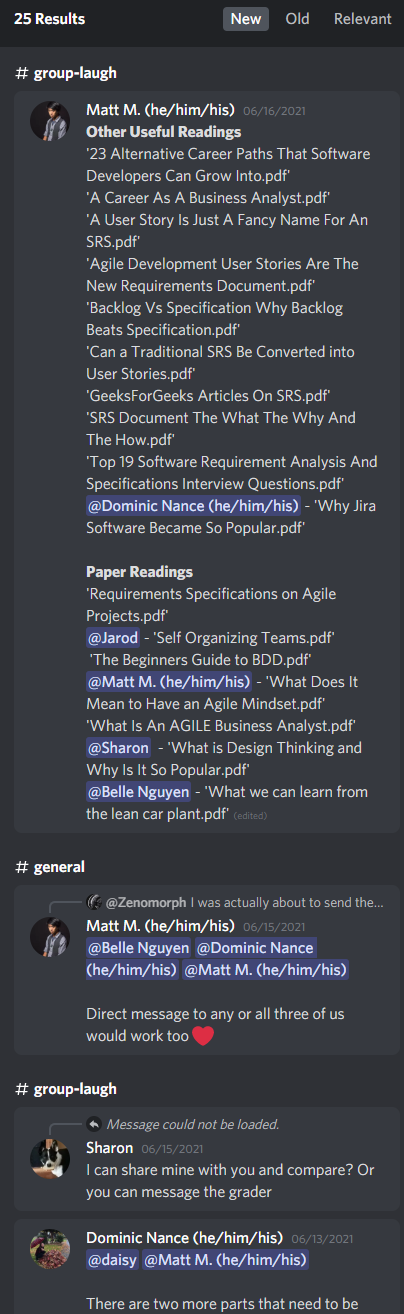 25 Results New Old Relevant
# group-laugh
Matt M. (he/him/his) 06/16/2021
Other Useful Readings
'23 Alternative Career Paths That Software
Developers Can Grow Into.pdf'
'A Career As A Business Analyst.pdf'
'A User Story Is Just A Fancy Name For An
SRS.pdf'
'Agile Development User Stories Are The
New Requirements Document.pdf'
'Backlog Vs Specification Why Backlog
Beats Specification.pdf'
'Can a Traditional SRS Be Converted into
User Stories.pdf'
'GeeksForGeeks Articles On SRS.pdf'
'SRS Document The What The Why And
The How.pdf'
'Top 19 Software Requirement Analysis And
Specifications Interview Questions.pdf'
@Dominic Nance (he/him/his) - 'Why Jira
Software Became So Popular.pdf'
Paper Readings
'Requirements Specifications on Agile
Projects.pdf'
@Jarod - 'Self Organizing Teams.pdf'
'The Beginners Guide to BDD.pdf'
@Matt M. (he/him/his) - 'What Does It
Mean to Have an Agile Mindset.pdf'
'What Is An AGILE Business Analyst.pdf'
@Sharon - 'What is Design Thinking and
Why Is It So Popular.pdf'
@Belle Nguyen - 'What we can learn from
the lean car plant.pdf' (edited)
# general
@Zenomorph I was actually about to send the...
Matt M. (he/him/his) 06/15/2021
@Belle Nguyen @Dominic Nance
(he/him/his) @Matt M. (he/him/his)
Direct message to any or all three of us
would work too
# group-laugh
Message could not be loaded.
Sharon 06/15/2021
I can share mine with you and compare? Or
you can message the grader
Dominic Nance (he/him/his) 06/13/2021
@daisy @Matt M. (he/him/his)
There are two more parts that need to be